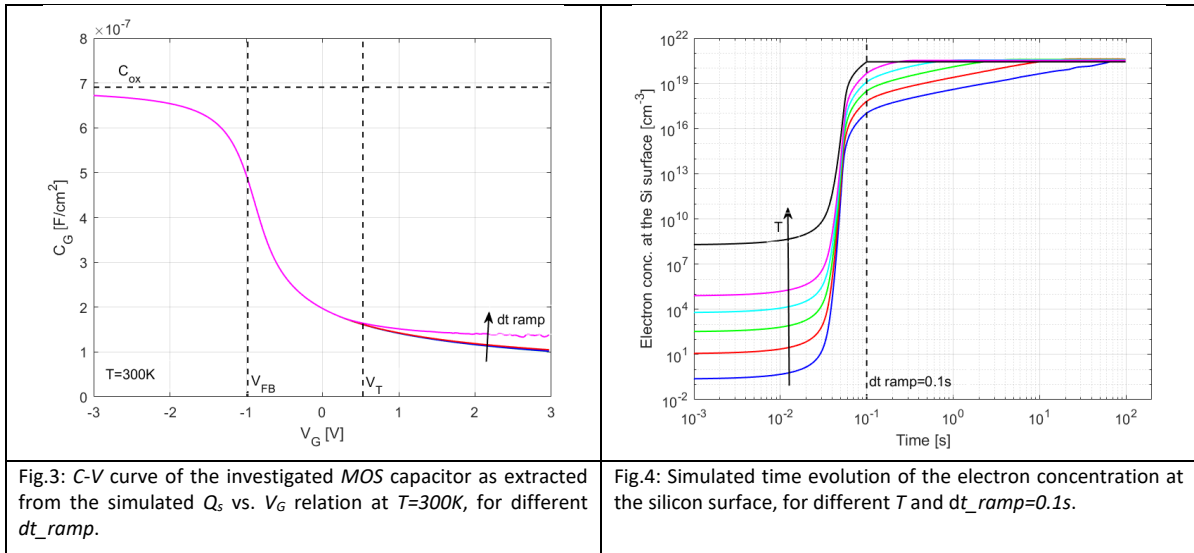 ×10⁻⁷
8
7
6
5
4
3
2
1
0
C_G [F/cm²]
C_ox
dt ramp
T=300K
V_FB
V_T
-3 -2 -1 0 1 2 3
V_G [V]
10²²
10¹⁹
10¹⁶
10¹³
10¹⁰
10⁷
10⁴
10¹
10⁻²
Electron conc. at the Si surface [cm⁻³]
T
dt ramp=0.1s
10⁻³ 10⁻² 10⁻¹ 10⁰ 10¹ 10²
Time [s]
Fig.3: C-V curve of the investigated MOS capacitor as extracted
from the simulated Qₛ vs. V_G relation at T=300K, for different
dt_ramp.
Fig.4: Simulated time evolution of the electron concentration at
the silicon surface, for different T and dt_ramp=0.1s.